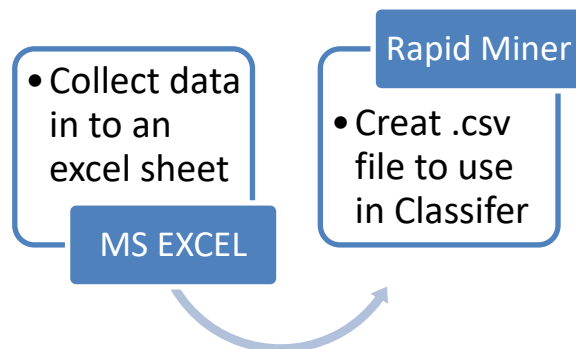 • Collect data
in to an
excel sheet
MS EXCEL
Rapid Miner
• Creat .csv
file to use
in Classifer